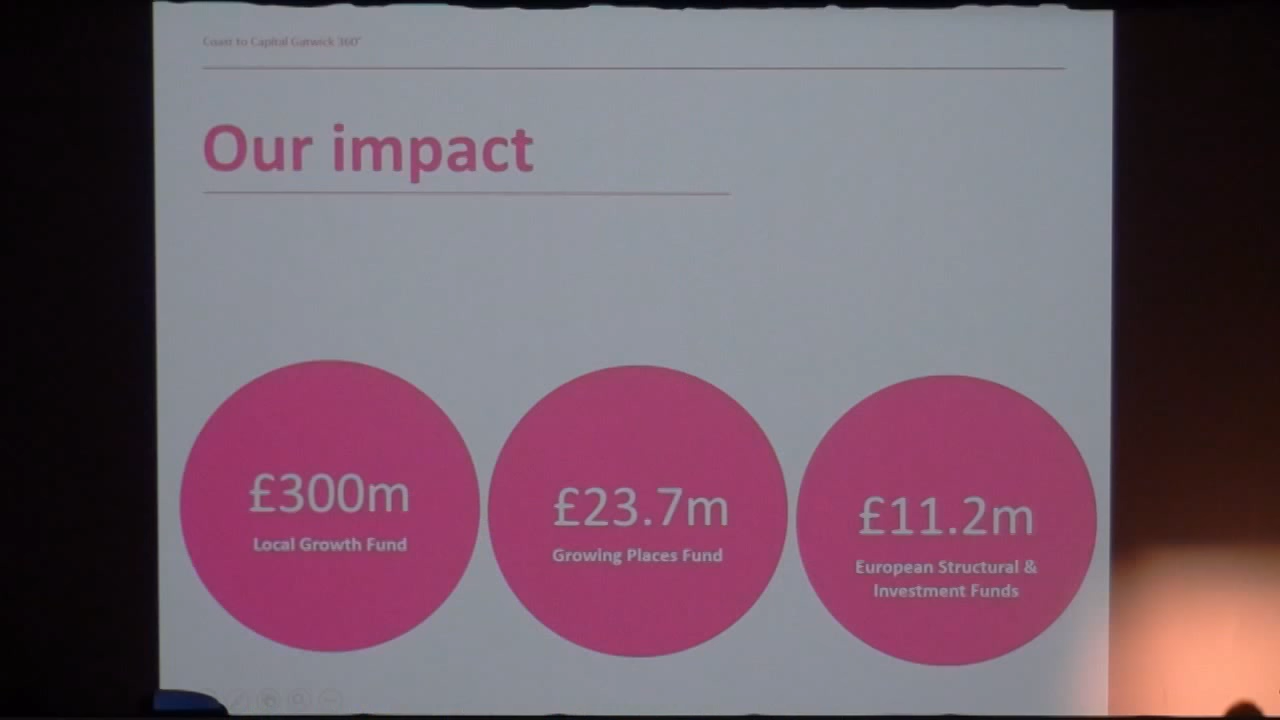 Coast to Capital Gatwick 360°
Our impact
£300m
Local Growth Fund
£23.7m
Growing Places Fund
£11.2m
European Structural &
Investment Funds